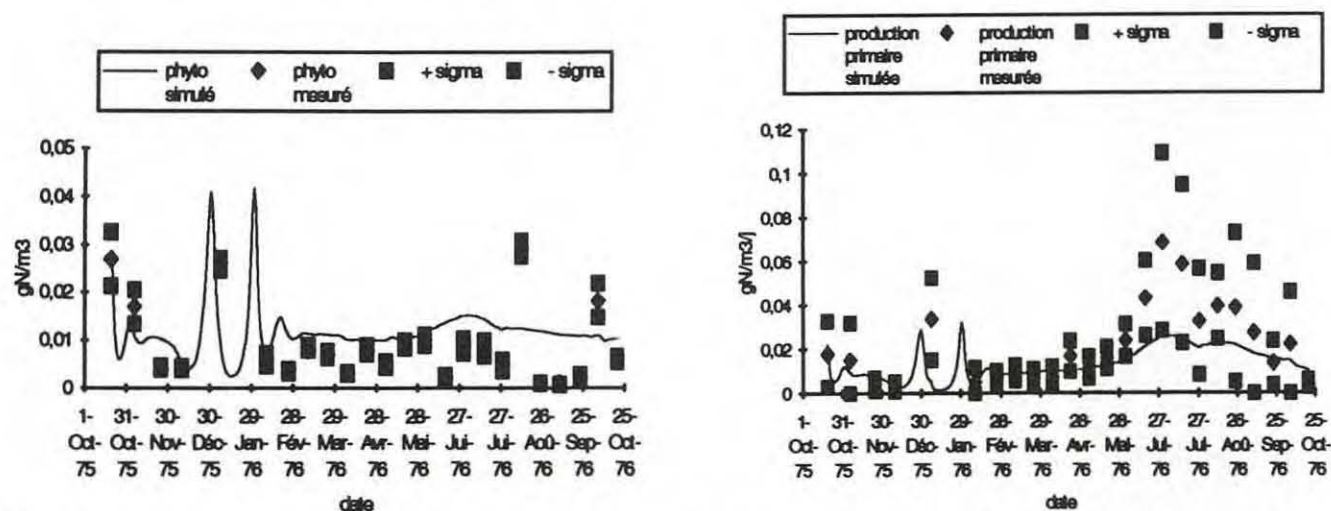 phyto simulé
phyto masuré
+ sigma
- sigma
0,05
0,04
0,03
0,02
0,01
0
gN/m3
1- 31- 30- 30- 29- 28- 29- 28- 28- 27- 27- 26- 25- 25-
Oct- Oct- Nov- Déc- Jan- Fév- Mar- Avr- Mai- Jui- Jui- Aoû- Sep- Oct-
75 75 75 75 76 76 76 76 76 76 76 76 76 76
date
production primaire simulée
production primaire masurée
+ sigma
- sigma
0,12
0,1
0,08
0,06
0,04
0,02
0
gN/m3/j
1- 31- 30- 30- 29- 28- 29- 28- 28- 27- 27- 26- 25- 25-
Oct- Oct- Nov- Déc- Jan- Fév- Mar- Avr- Mai- Jul- Jul- Aoû- Sep- Oct-
75 75 75 75 76 76 76 76 76 76 76 76 76 76
date